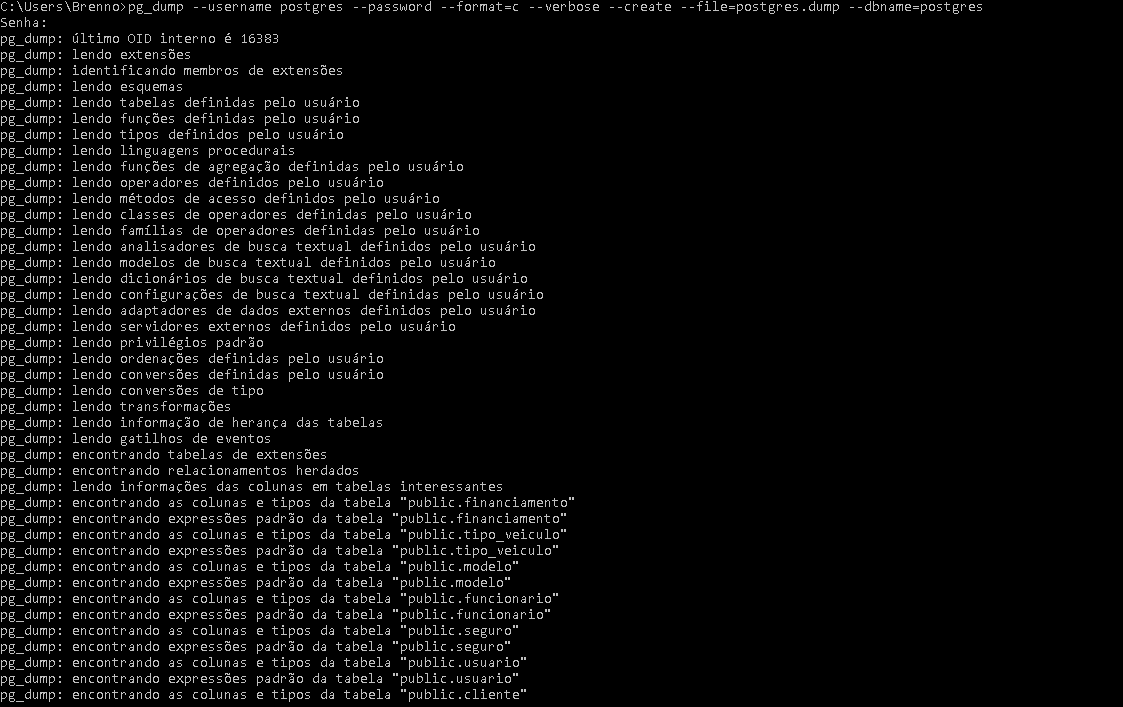 C:\Users\Brenno>pg_dump --username postgres --password --format=c --verbose --create --file=postgres.dump --dbname=postgres
Senha:
pg_dump: último OID interno é 16383
pg_dump: lendo extensões
pg_dump: identificando membros de extensões
pg_dump: lendo esquemas
pg_dump: lendo tabelas definidas pelo usuário
pg_dump: lendo funções definidas pelo usuário
pg_dump: lendo tipos definidos pelo usuário
pg_dump: lendo linguagens procedurais
pg_dump: lendo funções de agregação definidas pelo usuário
pg_dump: lendo operadores definidos pelo usuário
pg_dump: lendo métodos de acesso definidos pelo usuário
pg_dump: lendo classes de operadores definidas pelo usuário
pg_dump: lendo famílias de operadores definidas pelo usuário
pg_dump: lendo analisadores de busca textual definidos pelo usuário
pg_dump: lendo modelos de busca textual definidos pelo usuário
pg_dump: lendo dicionários de busca textual definidos pelo usuário
pg_dump: lendo configurações de busca textual definidas pelo usuário
pg_dump: lendo adaptadores de dados externos definidos pelo usuário
pg_dump: lendo servidores externos definidos pelo usuário
pg_dump: lendo privilégios padrão
pg_dump: lendo ordenações definidas pelo usuário
pg_dump: lendo conversões definidas pelo usuário
pg_dump: lendo conversões de tipo
pg_dump: lendo transformações
pg_dump: lendo informação de herança das tabelas
pg_dump: lendo gatilhos de eventos
pg_dump: encontrando tabelas de extensões
pg_dump: encontrando relacionamentos herdados
pg_dump: lendo informações das colunas em tabelas interessantes
pg_dump: encontrando as colunas e tipos da tabela "public.financiamento"
pg_dump: encontrando expressões padrão da tabela "public.financiamento"
pg_dump: encontrando as colunas e tipos da tabela "public.tipo_veiculo"
pg_dump: encontrando expressões padrão da tabela "public.tipo_veiculo"
pg_dump: encontrando as colunas e tipos da tabela "public.modelo"
pg_dump: encontrando expressões padrão da tabela "public.modelo"
pg_dump: encontrando as colunas e tipos da tabela "public.funcionario"
pg_dump: encontrando expressões padrão da tabela "public.funcionario"
pg_dump: encontrando as colunas e tipos da tabela "public.seguro"
pg_dump: encontrando expressões padrão da tabela "public.seguro"
pg_dump: encontrando as colunas e tipos da tabela "public.usuario"
pg_dump: encontrando expressões padrão da tabela "public.usuario"
pg_dump: encontrando as colunas e tipos da tabela "public.cliente"